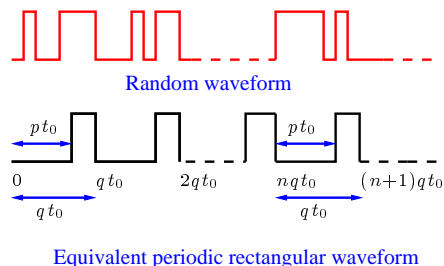 Random waveform
pt₀ pt₀
0 qt₀ 2qt₀ nqt₀ (n+1)qt₀
qt₀ qt₀
Equivalent periodic rectangular waveform